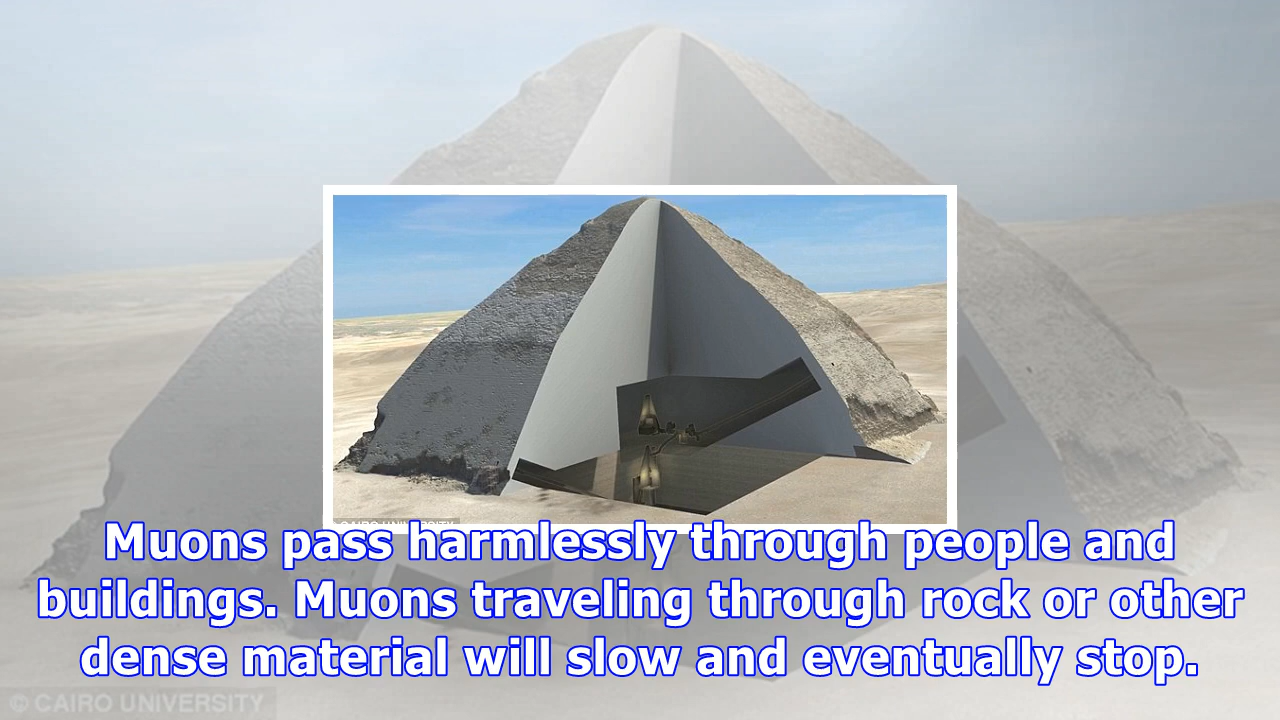 Muons pass harmlessly through people and
buildings. Muons traveling through rock or other
dense material will slow and eventually stop.
© CAIRO UNIVERSITY